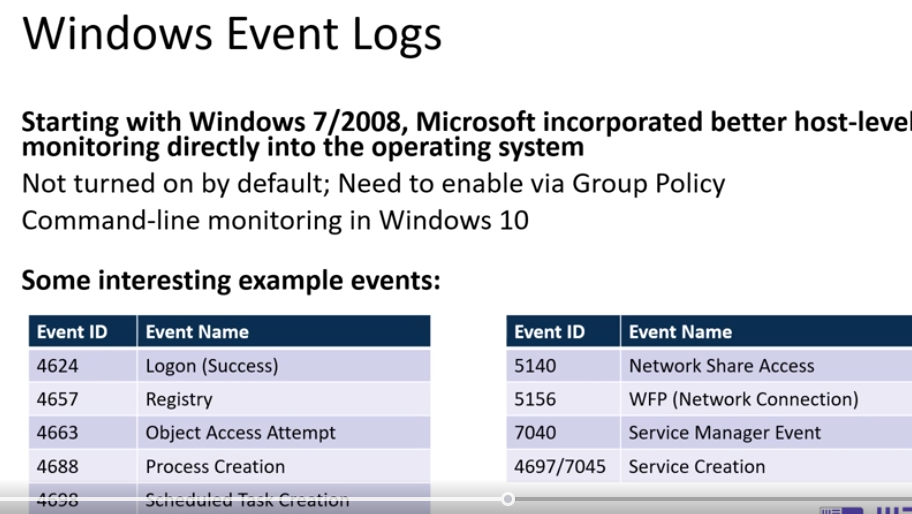 Windows Event Logs
Starting with Windows 7/2008, Microsoft incorporated better host-level
monitoring directly into the operating system
Not turned on by default; Need to enable via Group Policy
Command-line monitoring in Windows 10
Some interesting example events:
Event ID Event Name
4624 Logon (Success)
4657 Registry
4663 Object Access Attempt
4688 Process Creation
4698 Scheduled Task Creation
Event ID Event Name
5140 Network Share Access
5156 WFP (Network Connection)
7040 Service Manager Event
4697/7045 Service Creation